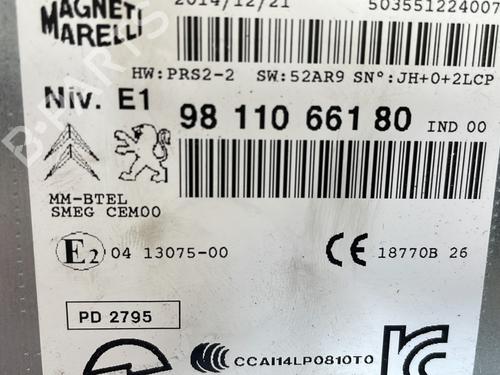 MAGNETI
MARELLI
2014/12/21
503551224007
HW:PRS2-2 SW:52AR9 SN°:JH+0+2LCP
Niv. E1
98 110 661 80 IND 00
MM-BTEL
SMEG CEM00
E2 04 13075-00
CE 18770B 26
PD 2795
CCAI14LP0810T0